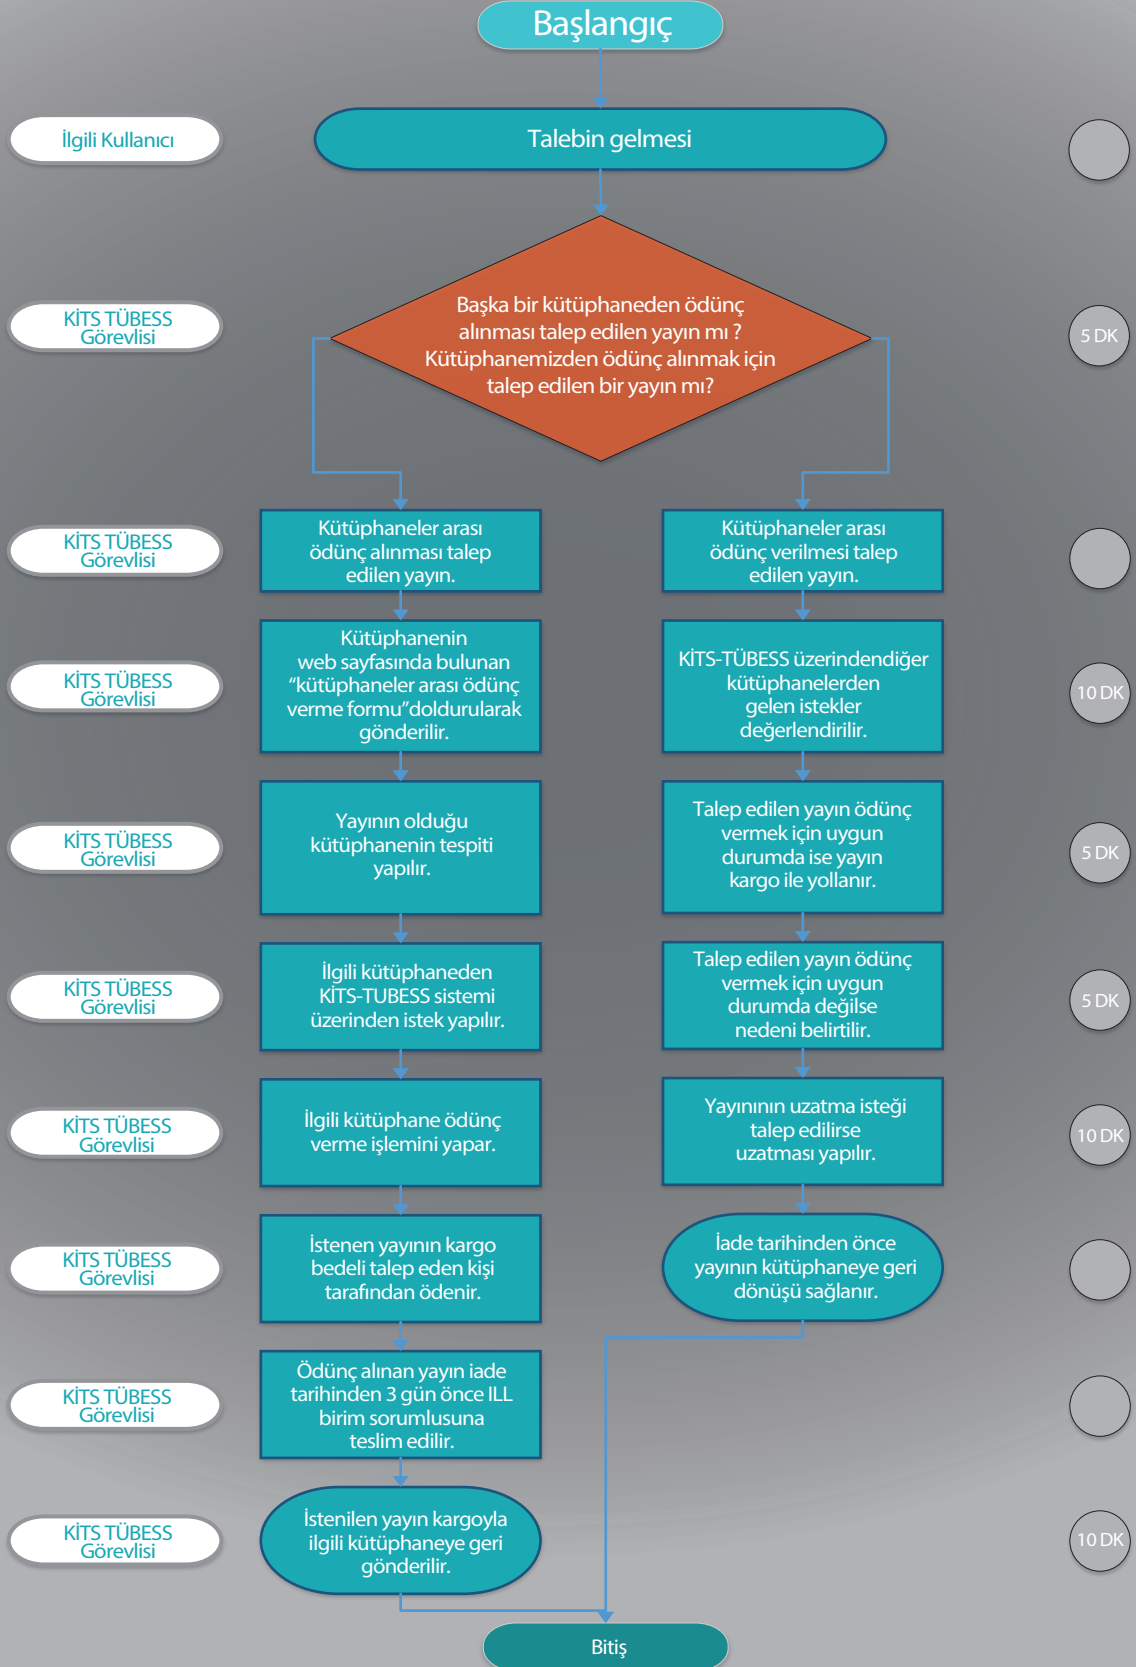 Başlangıç
İlgili Kullanıcı
Talebin gelmesi
KİTS TÜBESS
Görevlisi
Başka bir kütüphaneden ödünç
alınması talep edilen yayın mı ?
Kütüphanemizden ödünç alınmak için
talep edilen bir yayın mı?
5 DK
KİTS TÜBESS
Görevlisi
Kütüphaneler arası
ödünç alınması talep
edilen yayın.
Kütüphaneler arası
ödünç verilmesi talep
edilen yayın.
KİTS TÜBESS
Görevlisi
Kütüphanenin
web sayfasında bulunan
“kütüphaneler arası ödünç
verme formu”doldurularak
gönderilir.
KİTS-TÜBESS üzerindendiğer
kütüphanelerden
gelen istekler
değerlendirilir.
10 DK
KİTS TÜBESS
Görevlisi
Yayının olduğu
kütüphanenin tespiti
yapılır.
Talep edilen yayın ödünç
vermek için uygun
durumda ise yayın
kargo ile yollanır.
5 DK
KİTS TÜBESS
Görevlisi
İlgili kütüphaneden
KİTS-TUBESS sistemi
üzerinden istek yapılır.
Talep edilen yayın ödünç
vermek için uygun
durumda değilse
nedeni belirtilir.
5 DK
KİTS TÜBESS
Görevlisi
İlgili kütüphane ödünç
verme işlemini yapar.
Yayınının uzatma isteği
talep edilirse
uzatması yapılır.
10 DK
KİTS TÜBESS
Görevlisi
İstenen yayının kargo
bedeli talep eden kişi
tarafından ödenir.
İade tarihinden önce
yayının kütüphaneye geri
dönüşü sağlanır.
KİTS TÜBESS
Görevlisi
Ödünç alınan yayın iade
tarihinden 3 gün önce ILL
birim sorumlusuna
teslim edilir.
KİTS TÜBESS
Görevlisi
İstenilen yayın kargoyla
ilgili kütüphaneye geri
gönderilir.
10 DK
Bitiş